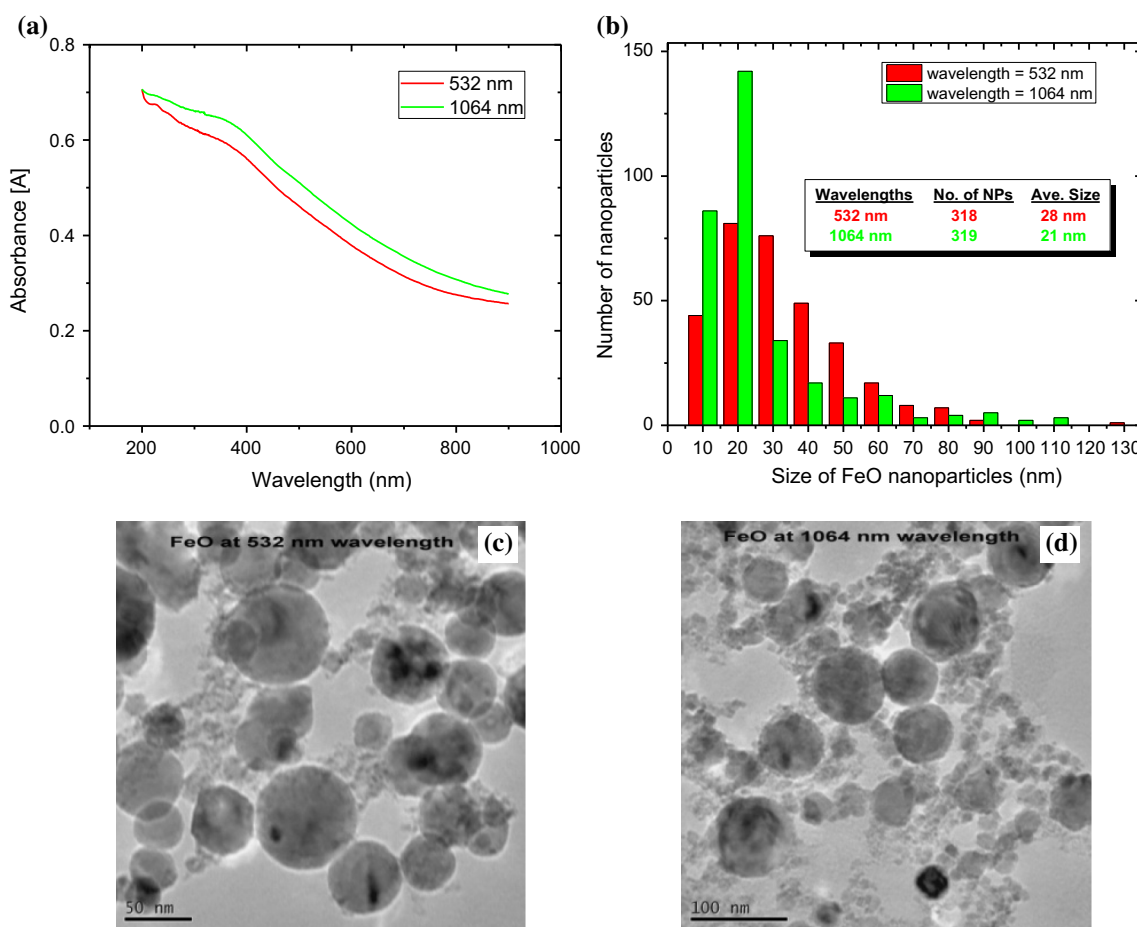 (a)
0.8
0.6
0.4
0.2
0.0
Absorbance [A]
532 nm
1064 nm
200 400 600 800 1000
Wavelength (nm)
(b)
150
100
50
0
Number of nanoparticles
wavelength = 532 nm
wavelength = 1064 nm
Wavelengths No. of NPs Ave. Size
532 nm 318 28 nm
1064 nm 319 21 nm
0 10 20 30 40 50 60 70 80 90 100 110 120 130
Size of FeO nanoparticles (nm)
FeO at 532 nm wavelength
(c)
50 nm
FeO at 1064 nm wavelength
(d)
100 nm